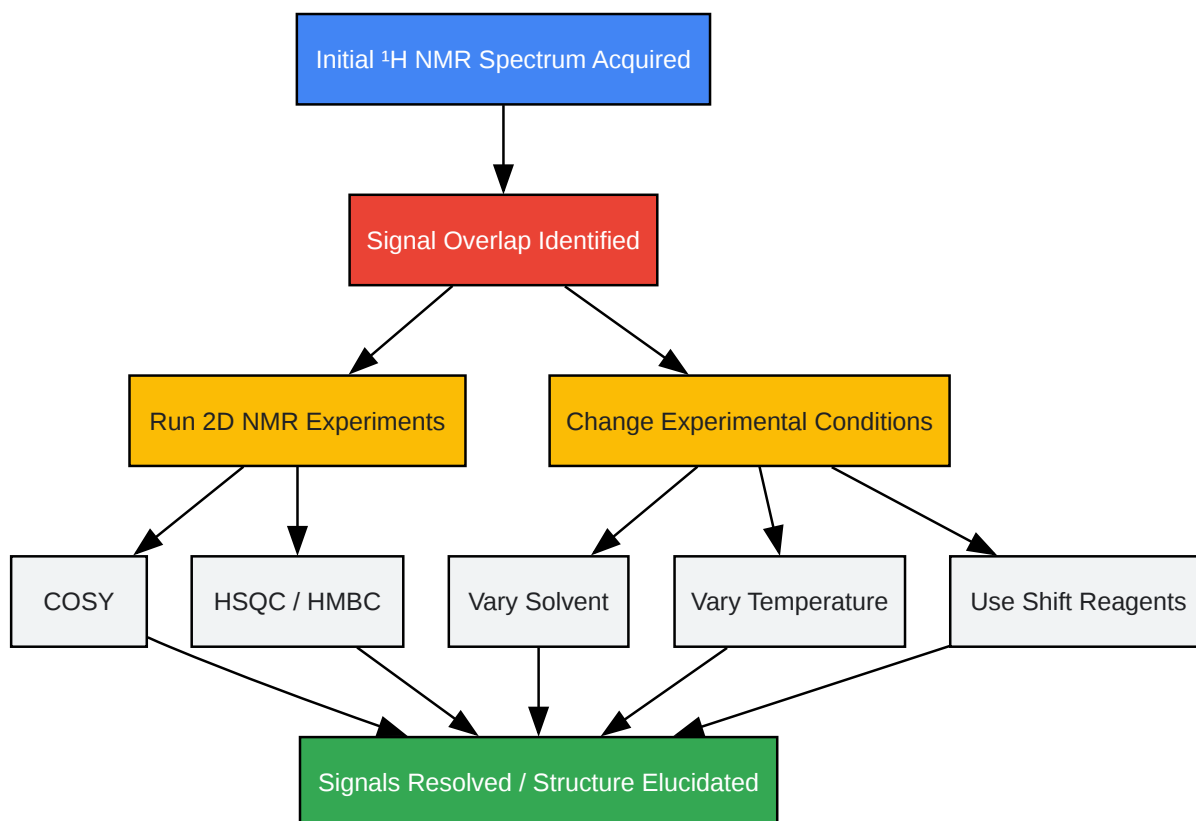 Initial ¹H NMR Spectrum Acquired
Signal Overlap Identified
Run 2D NMR Experiments
Change Experimental Conditions
COSY
HSQC / HMBC
Vary Solvent
Vary Temperature
Use Shift Reagents
Signals Resolved / Structure Elucidated